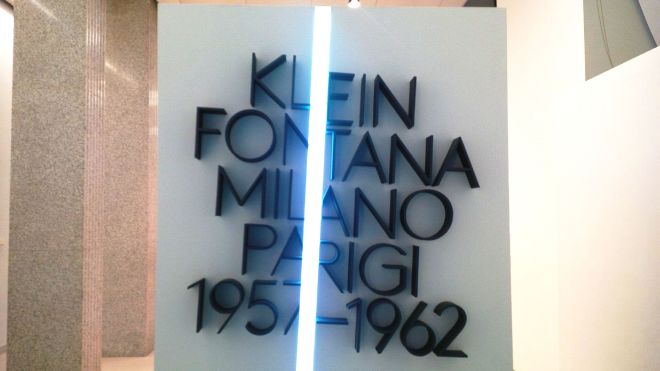 KLEIN
FONTANA
MILANO
PARIGI
1957–1962